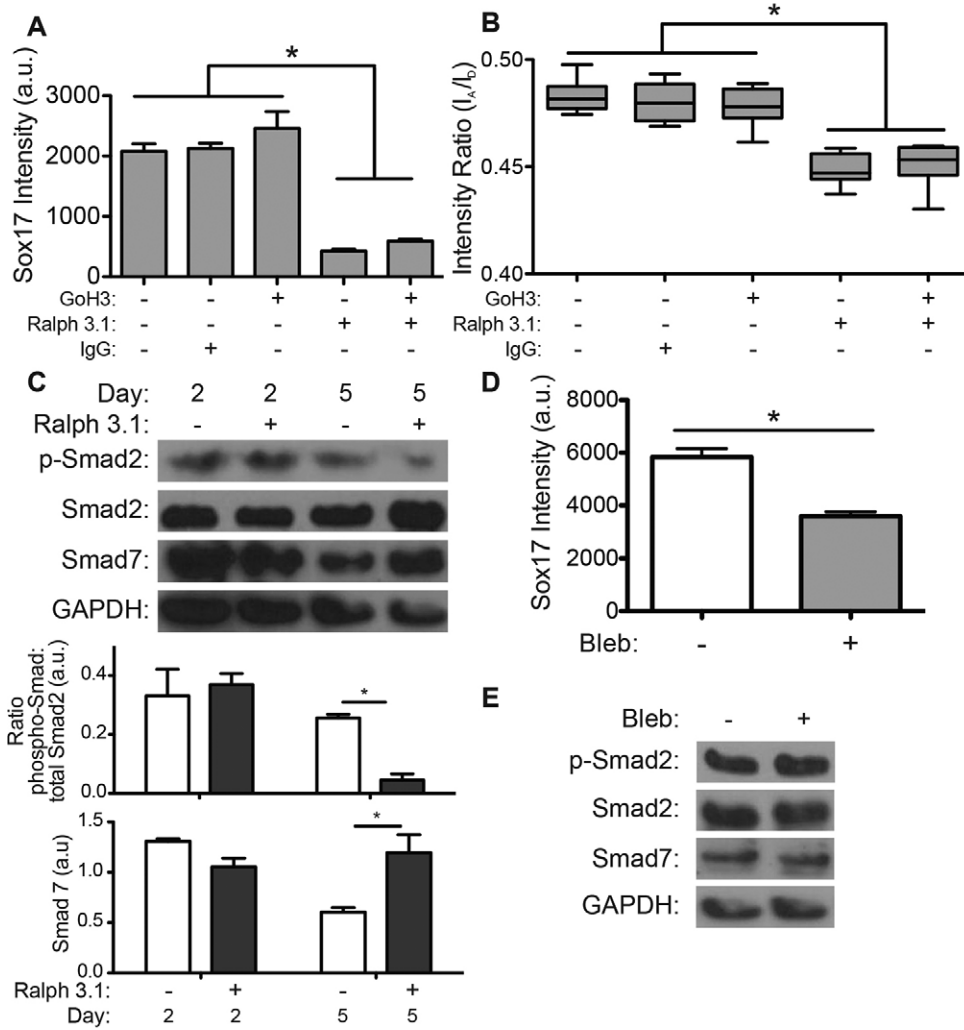 A
Sox17 Intensity (a.u.)
3000
2000
1000
0
*
GoH3: - - + - +
Ralph 3.1: - - - + +
IgG: - + - - -
B
Intensity Ratio (I_A/I_D)
0.50
0.45
0.40
*
GoH3: - - + - +
Ralph 3.1: - - - + +
IgG: - + - - -
C
Day: 2 2 5 5
Ralph 3.1: - + - +
p-Smad2:
Smad2:
Smad7:
GAPDH:
Ratio
phospho-Smad:
total Smad2 (a.u.)
0.4
0.2
0.0
*
Smad 7 (a.u)
1.5
1.0
0.5
0.0
*
Ralph 3.1: - + - +
Day: 2 2 5 5
D
Sox17 Intensity (a.u.)
8000
6000
4000
2000
0
*
Bleb: - +
E
Bleb: - +
p-Smad2:
Smad2:
Smad7:
GAPDH: